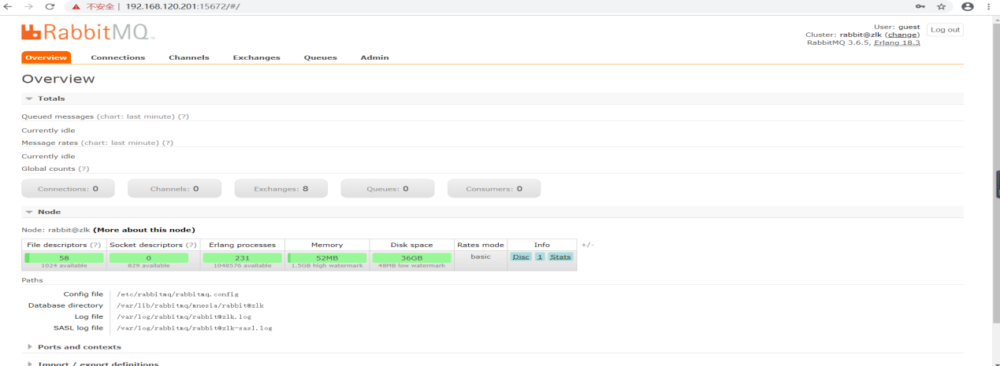 不安全 | 192.168.120.201:15672/#/
RabbitMQ
User: guest
Log out
Cluster: rabbit@zlk (change)
RabbitMQ 3.6.5, Erlang 18.3
Overview Connections Channels Exchanges Queues Admin
Overview
Totals
Queued messages (chart: last minute) (?)
Currently idle
Message rates (chart: last minute) (?)
Currently idle
Global counts (?)
Connections: 0 Channels: 0 Exchanges: 8 Queues: 0 Consumers: 0
Node
Node: rabbit@zlk (More about this node)
File descriptors (?) Socket descriptors (?) Erlang processes Memory Disk space Rates mode Info +/-
58 0 231 52MB 36GB basic Disc 1 Stats
1024 available 829 available 1048576 available 1.5GB high watermark 48MB low watermark
Paths
Config file /etc/rabbitmq/rabbitmq.config
Database directory /var/lib/rabbitmq/mnesia/rabbit@zlk
Log file /var/log/rabbitmq/rabbit@zlk.log
SASL log file /var/log/rabbitmq/rabbit@zlk-sasl.log
Ports and contexts
Import / export definitions